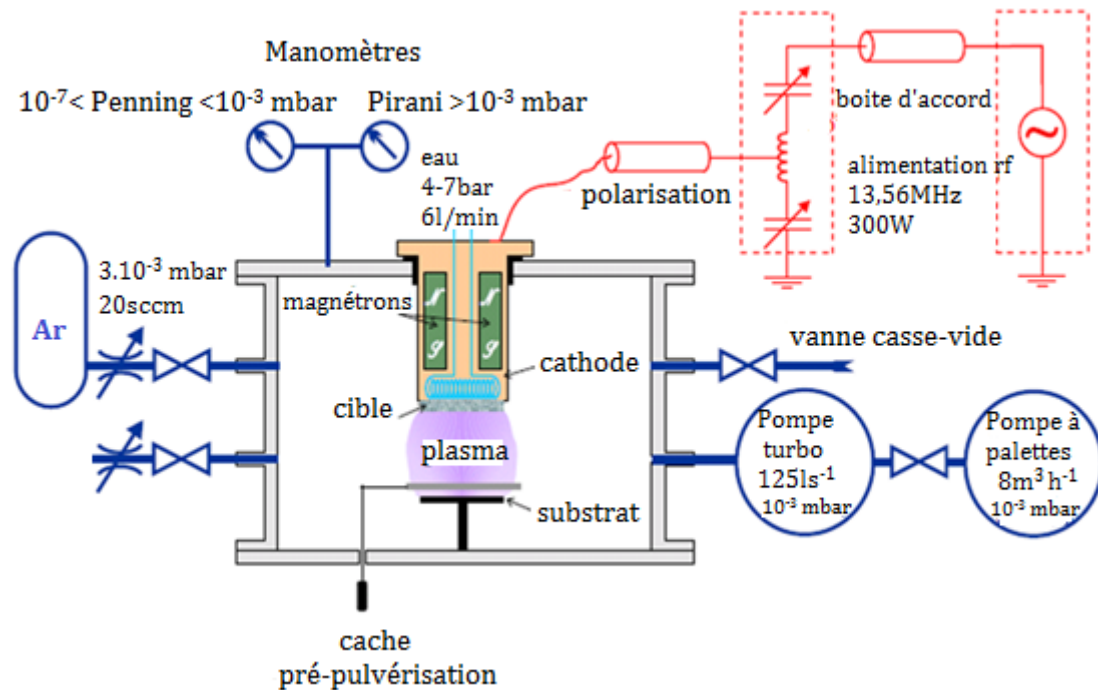 Manomètres
10⁻⁷< Penning <10⁻³ mbar
Pirani >10⁻³ mbar
eau
4-7bar
6l/min
polarisation
boite d'accord
alimentation rf
13,56MHz
300W
~
3.10⁻³ mbar
20sccm
Ar
magnétrons
N
N
S
S
cathode
cible
plasma
substrat
vanne casse-vide
Pompe
turbo
125ls⁻¹
10⁻³ mbar
Pompe à
palettes
8m³ h⁻¹
10⁻³ mbar
cache
pré-pulvérisation